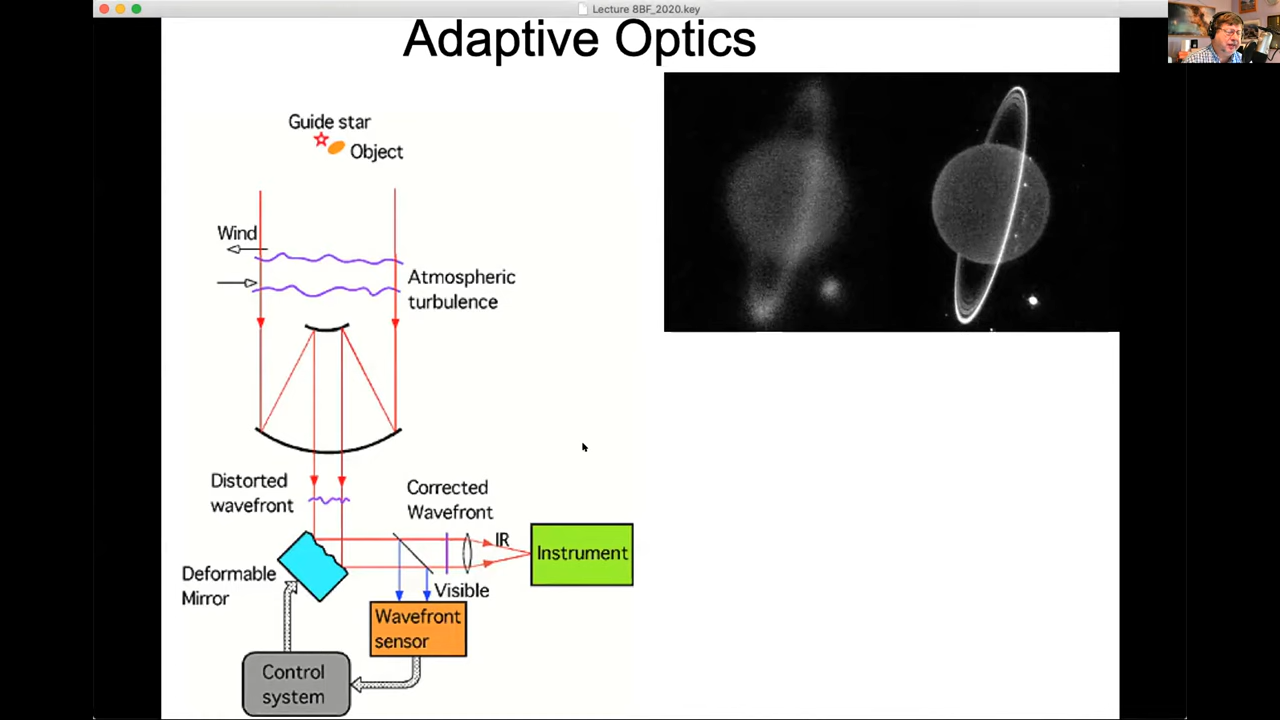 Lecture 8BF_2020.key
Adaptive Optics
Guide star
Object
Wind
Atmospheric
turbulence
Distorted
wavefront
Corrected
Wavefront
IR
Instrument
Deformable
Mirror
Visible
Wavefront
sensor
Control
system